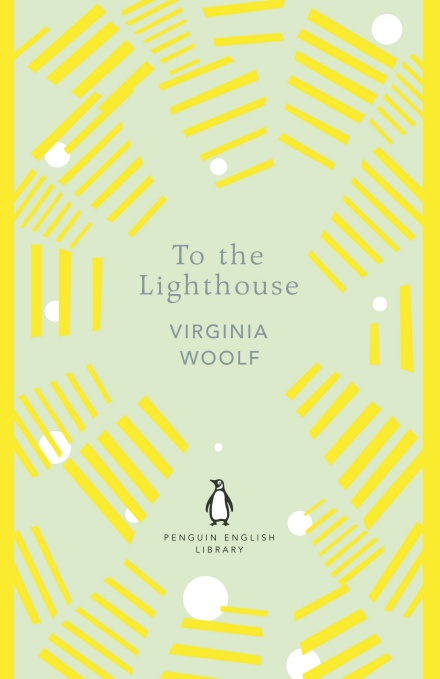 To the
Lighthouse
VIRGINIA
WOOLF
PENGUIN ENGLISH
LIBRARY